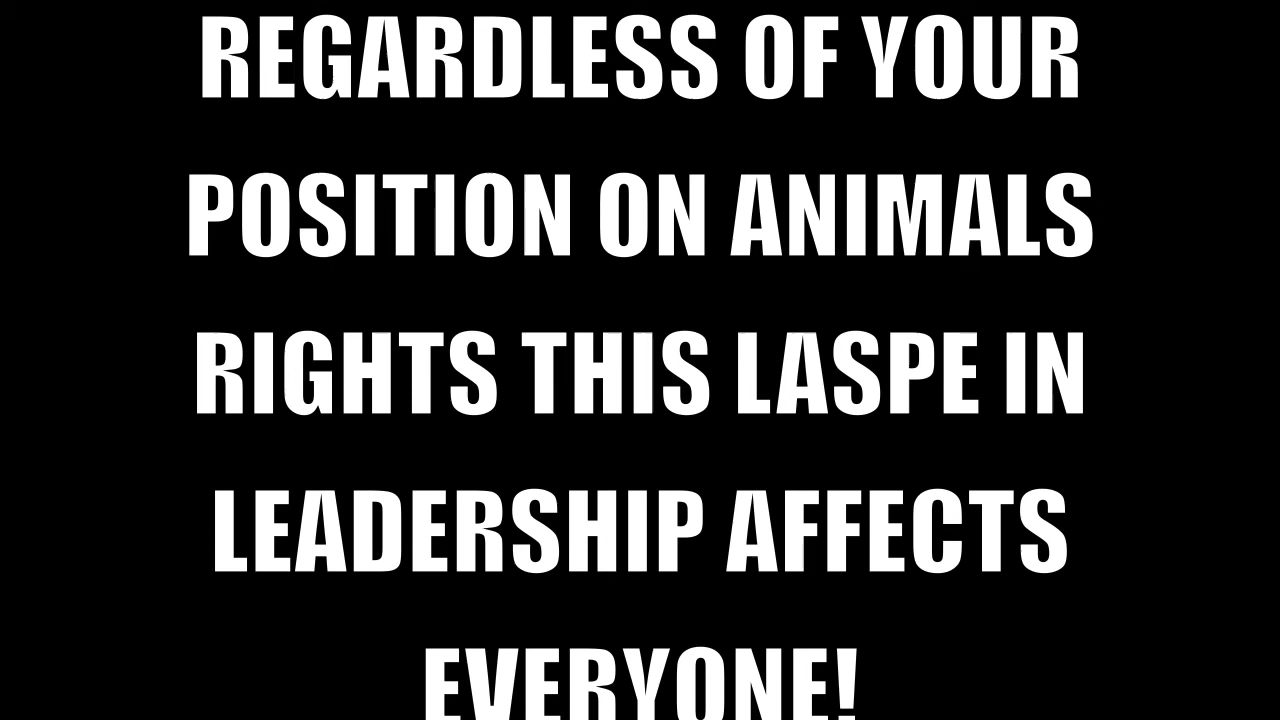 REGARDLESS OF YOUR
POSITION ON ANIMALS
RIGHTS THIS LASPE IN
LEADERSHIP AFFECTS
EVERYONE!